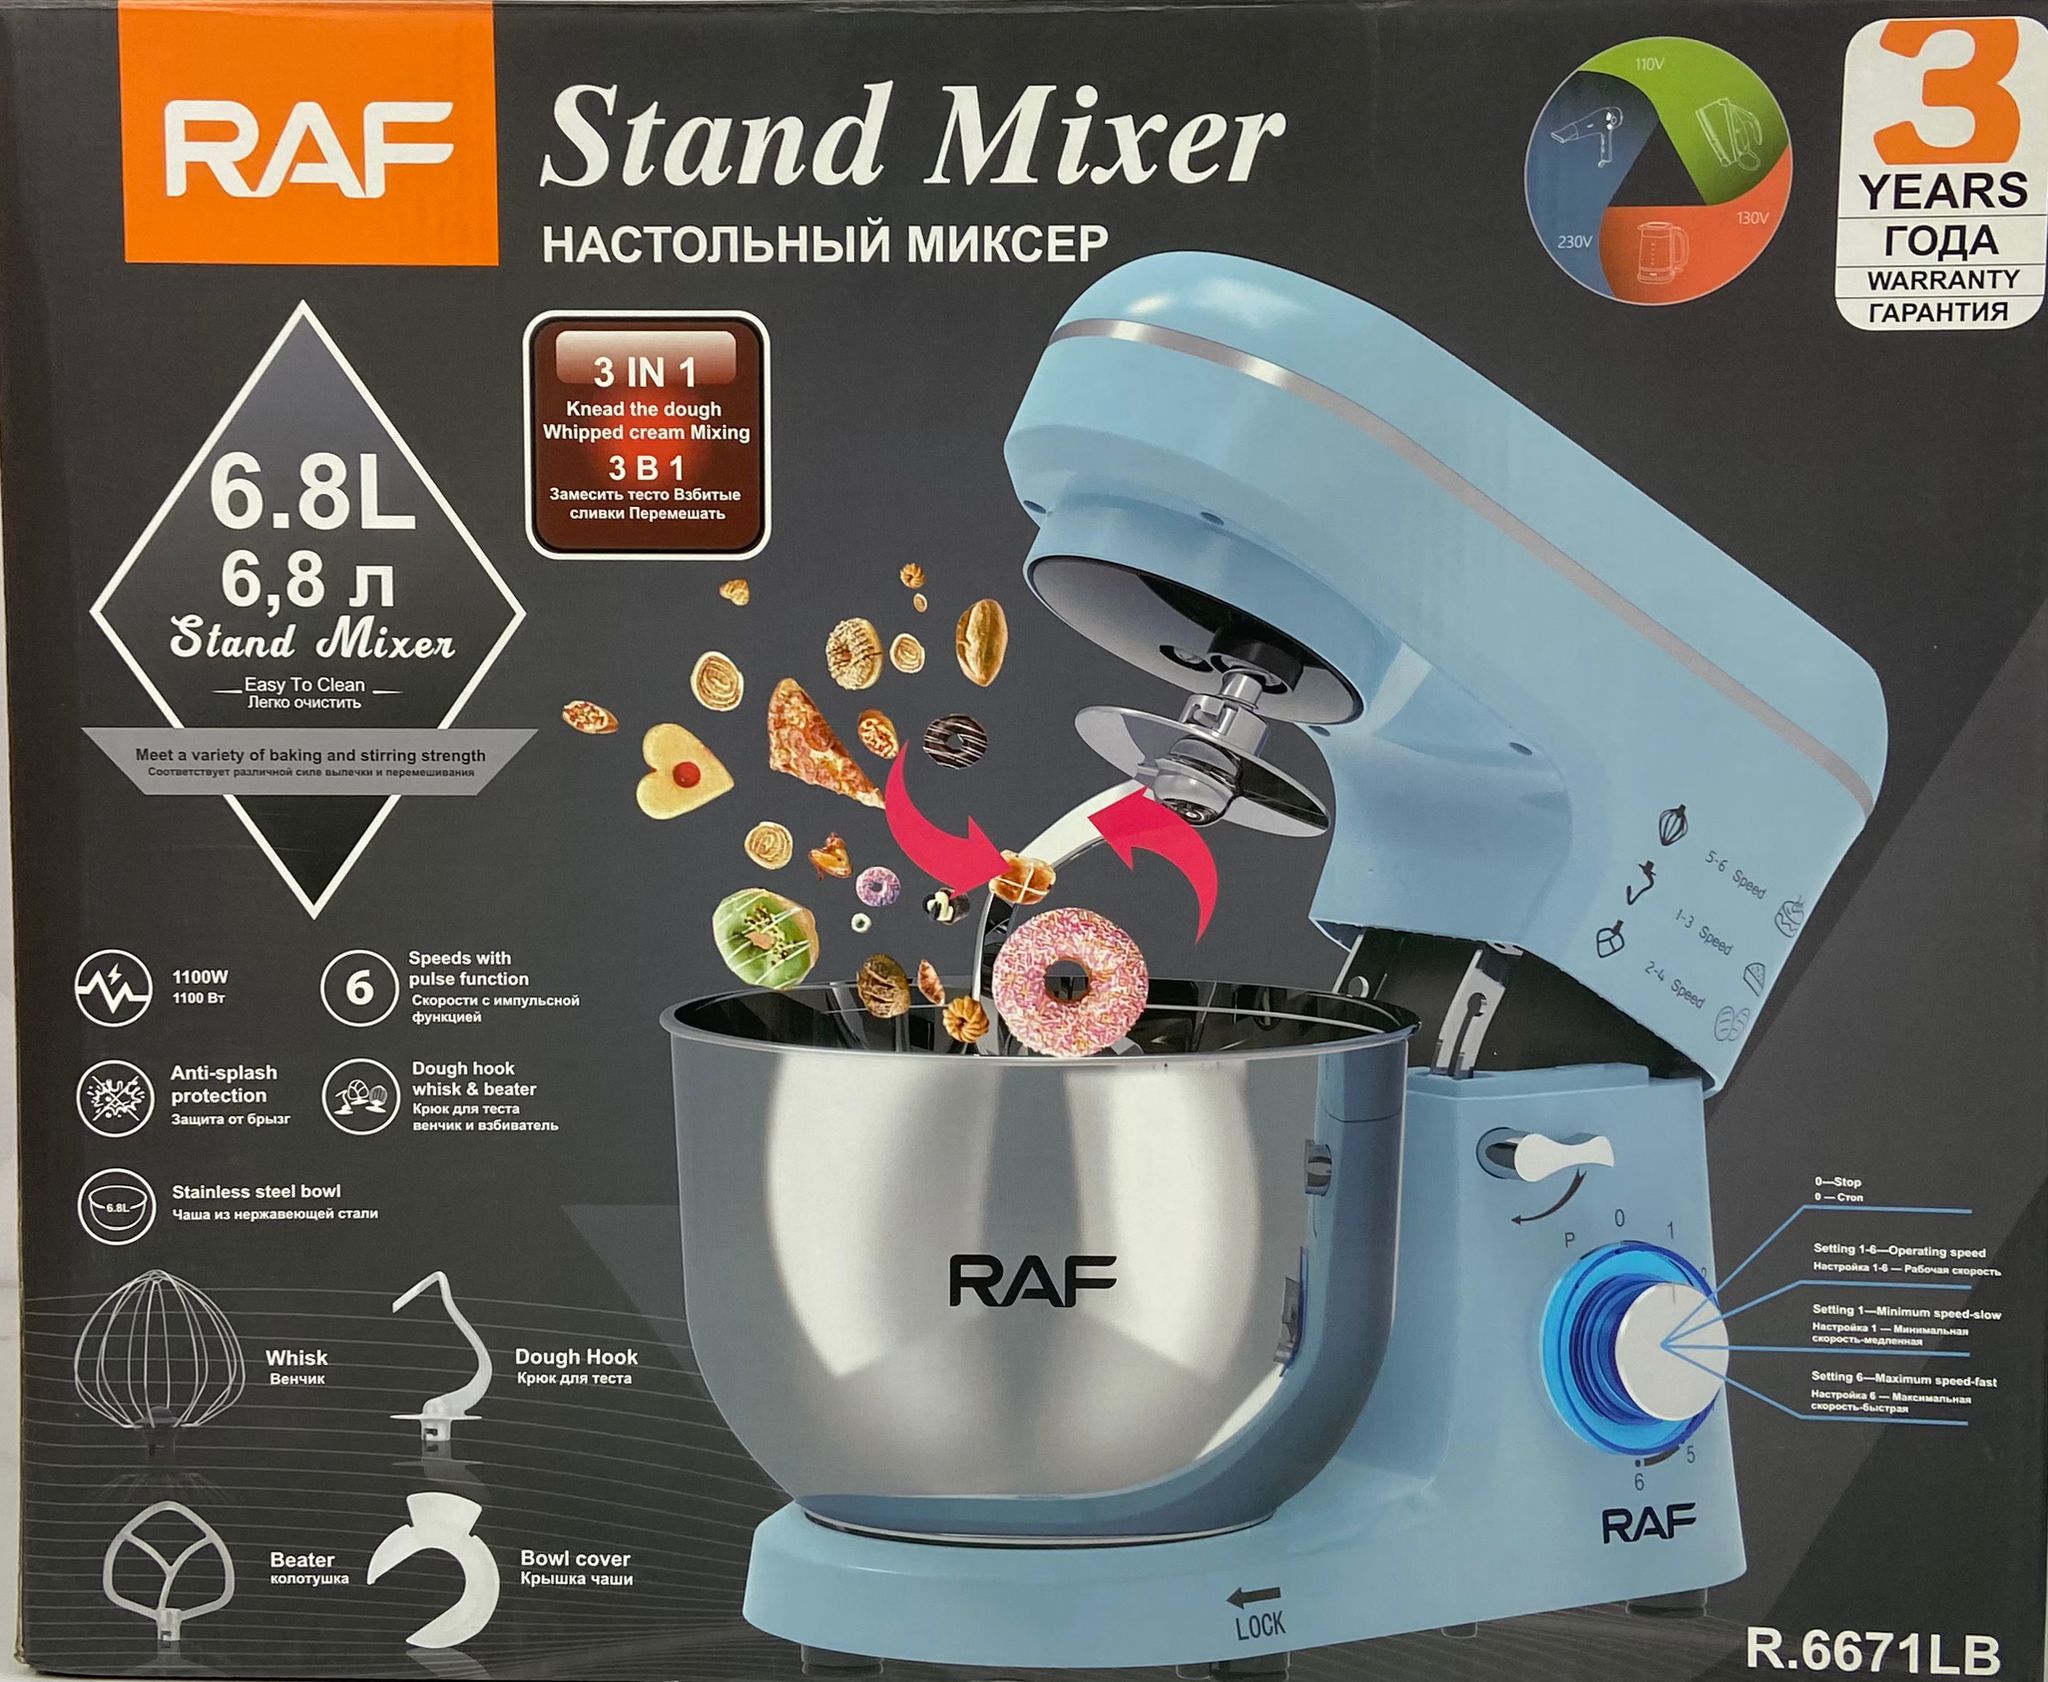 RAF
Stand Mixer
НАСТОЛЬНЫЙ МИКСЕР
110V
230V
130V
3
YEARS
ГОДА
WARRANTY
ГАРАНТИЯ
3 IN 1
Knead the dough
Whipped cream Mixing
3 В 1
Замесить тесто Взбитые
сливки Перемешать
6.8L
6,8 л
Stand Mixer
Easy To Clean
Легко очистить
Meet a variety of baking and stirring strength
Соответствует различной силе выпечки и перемешивания
1100W
1100 Вт
6
Speeds with
pulse function
Скорости с импульсной
функцией
Anti-splash
protection
Защита от брызг
Dough hook
whisk & beater
Крюк для теста
венчик и взбиватель
6.8L
Stainless steel bowl
Чаша из нержавеющей стали
Whisk
Венчик
Dough Hook
Крюк для теста
Beater
колотушка
Bowl cover
Крышка чаши
5-6 Speed
1-3 Speed
2-4 Speed
RAF
P
0
1
2
5
6
0—Stop
0 — Стоп
Setting 1-6—Operating speed
Настройка 1-6 — Рабочая скорость
Setting 1—Minimum speed-slow
Настройка 1 — Минимальная
скорость-медленная
Setting 6—Maximum speed-fast
Настройка 6 — Максимальная
скорость-быстрая
RAF
LOCK
R.6671LB